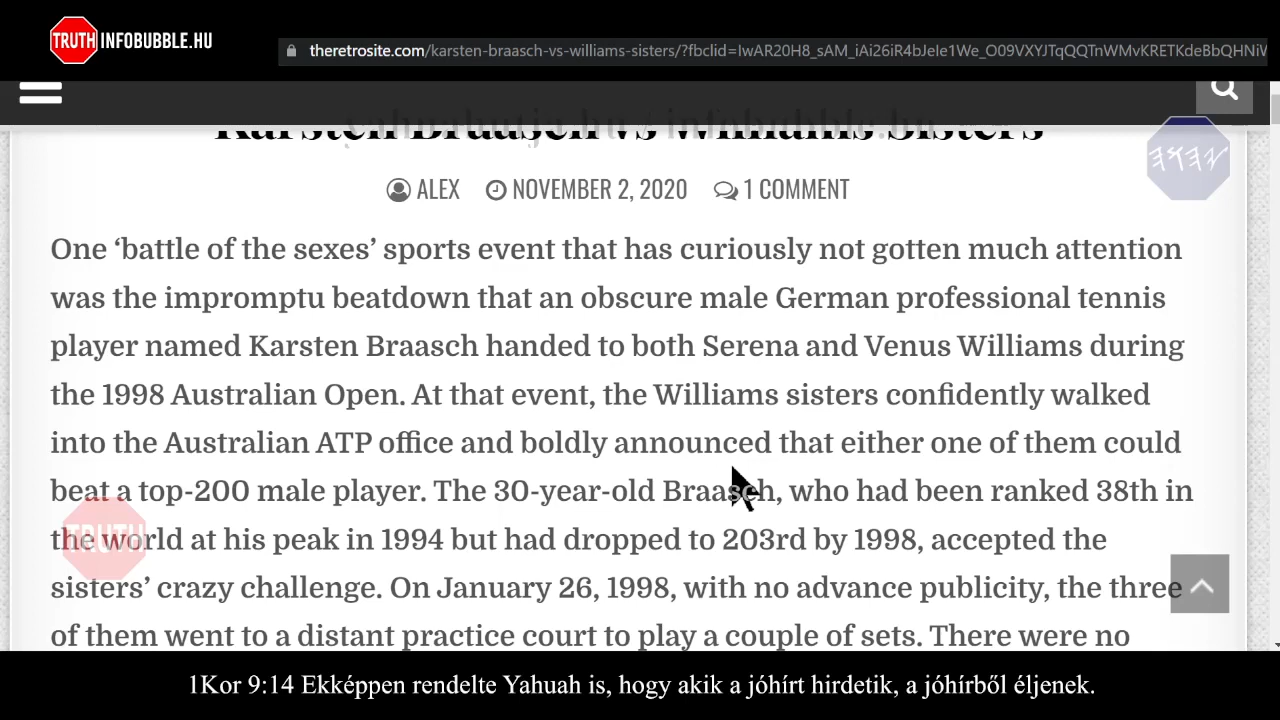 TRUTH INFOBUBBLE.HU
theretrosite.com/karsten-braasch-vs-williams-sisters/?fbclid=IwAR20H8_sAM_iAi26iR4bJeIe1We_O09VXYJTqQQTnWMvKRETKdeBbQHNiW
Karsten Braasch vs Williams Sisters
ALEX NOVEMBER 2, 2020 1 COMMENT
One ‘battle of the sexes’ sports event that has curiously not gotten much attention
was the impromptu beatdown that an obscure male German professional tennis
player named Karsten Braasch handed to both Serena and Venus Williams during
the 1998 Australian Open. At that event, the Williams sisters confidently walked
into the Australian ATP office and boldly announced that either one of them could
beat a top-200 male player. The 30-year-old Braasch, who had been ranked 38th in
the world at his peak in 1994 but had dropped to 203rd by 1998, accepted the
TRUTH
sisters’ crazy challenge. On January 26, 1998, with no advance publicity, the three
of them went to a distant practice court to play a couple of sets. There were no
1Kor 9:14 Ekképpen rendelte Yahuah is, hogy akik a jóhírt hirdetik, a jóhírből éljenek.